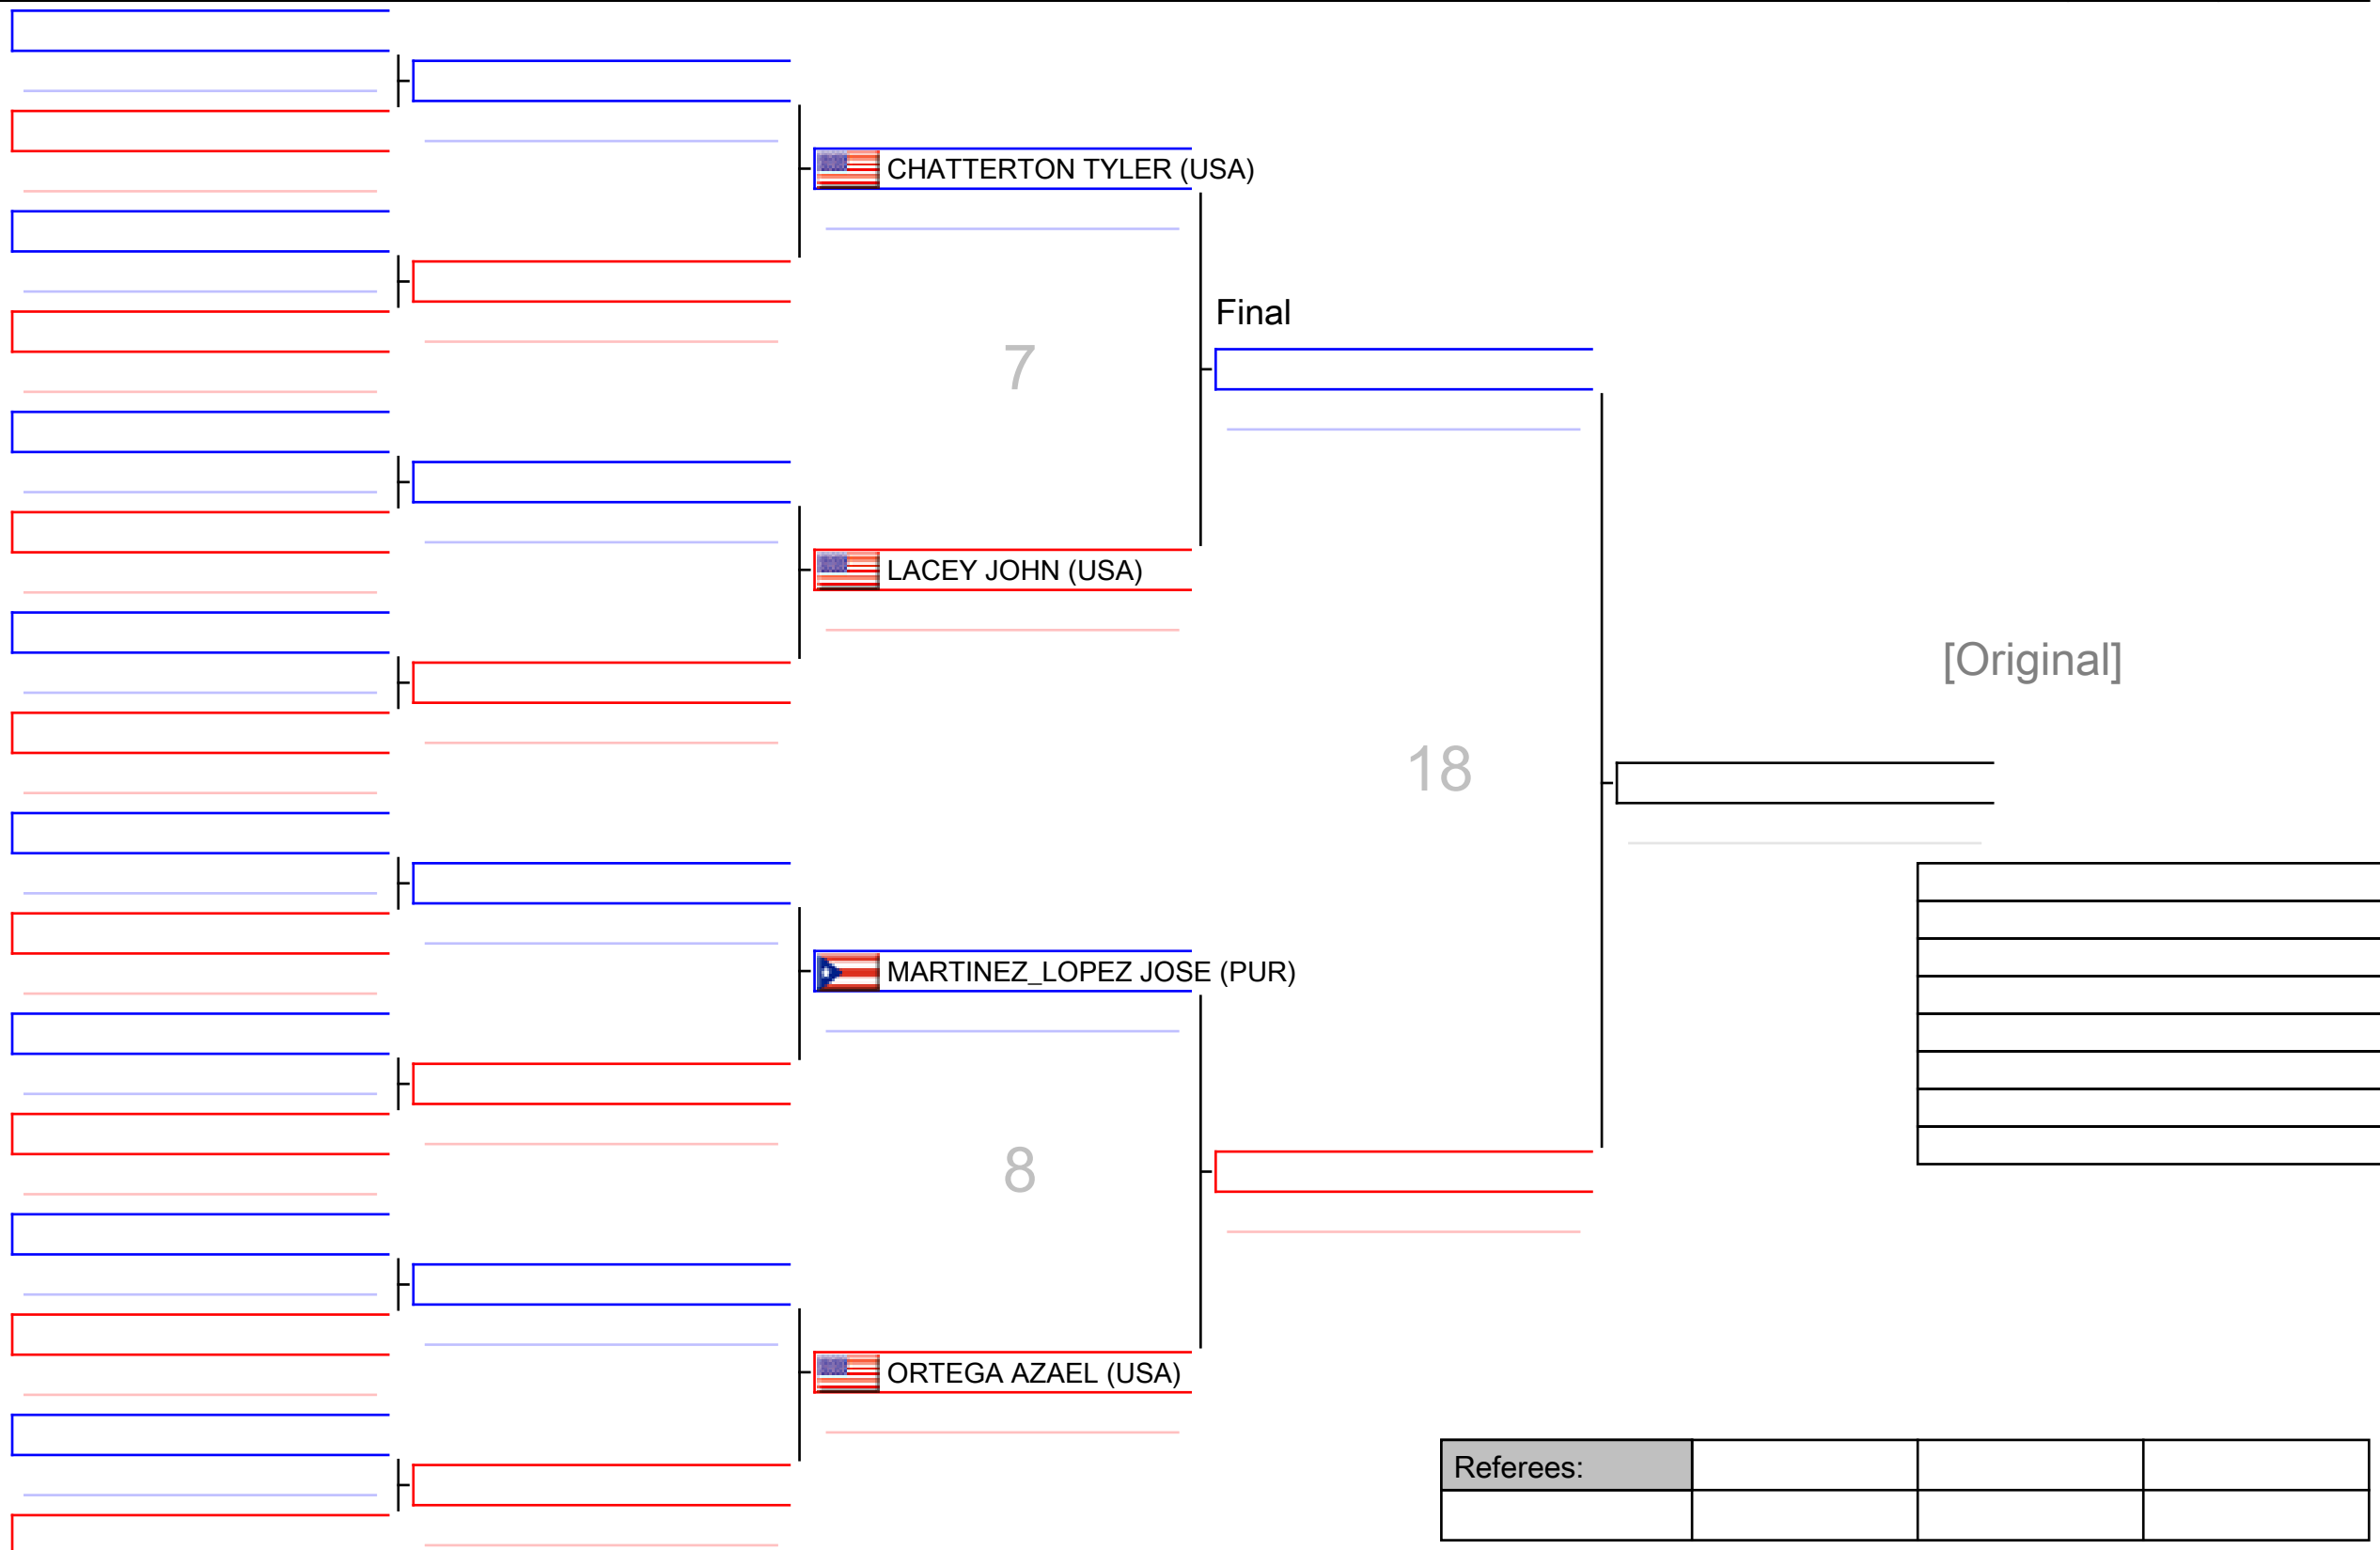 CHATTERTON TYLER (USA)
Final
7
LACEY JOHN (USA)
[Original]
18
MARTINEZ_LOPEZ JOSE (PUR)
8
ORTEGA AZAEL (USA)
Referees: